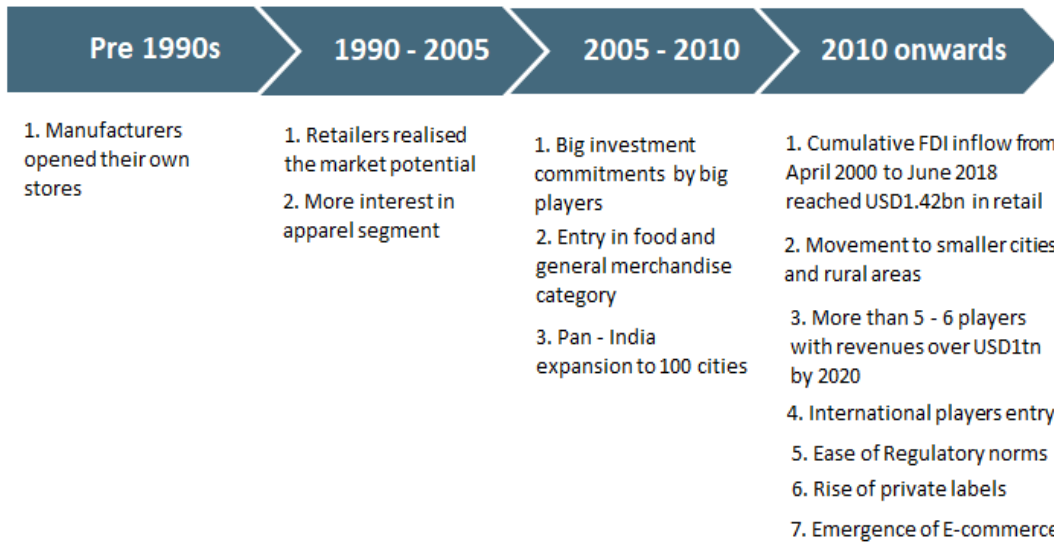 Pre 1990s
1990 - 2005
2005 - 2010
2010 onwards
1. Manufacturers
opened their own
stores
1. Retailers realised
the market potential
2. More interest in
apparel segment
1. Big investment
commitments by big
players
2. Entry in food and
general merchandise
category
3. Pan - India
expansion to 100 cities
1. Cumulative FDI inflow from
April 2000 to June 2018
reached USD1.42bn in retail
2. Movement to smaller cities
and rural areas
3. More than 5 - 6 players
with revenues over USD1tn
by 2020
4. International players entry
5. Ease of Regulatory norms
6. Rise of private labels
7. Emergence of E-commerce